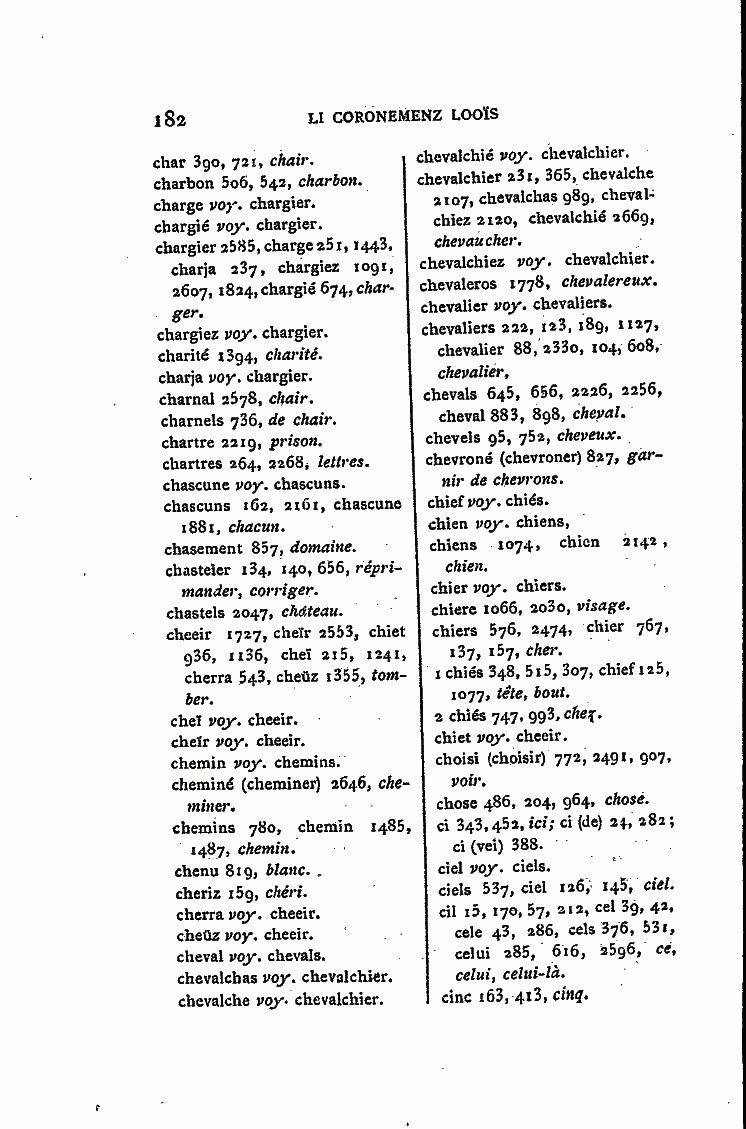 182
LI CORONEMENZ LOOÏS
char 390, 721, chair.
charbon 506, 542, charbon.
charge voy. chargier.
chargié voy. chargier.
chargier 2585, charge 251, 1443,
charja 237, chargiez 1091,
2607, 1824, chargié 674, char-
ger.
chargiez voy. chargier.
charité 1394, charité.
charja voy. chargier.
charnal 2578, chair.
charnels 736, de chair.
chartre 2219, prison.
chartres 264, 2268, lettres.
chascune voy. chascuns.
chascuns 162, 2161, chascune
1881, chacun.
chasement 857, domaine.
chasteier 134, 140, 656, répri-
mander, corriger.
chastels 2047, château.
cheeir 1727, cheïr 2553, chiet
936, 1136, cheï 215, 1241,
cherra 543, cheüz 1355, tom-
ber.
cheï voy. cheeir.
cheïr voy. cheeir.
chemin voy. chemins.
cheminé (cheminer) 2646, che-
miner.
chemins 780, chemin 1485,
1487, chemin.
chenu 819, blanc.
cheriz 159, chéri.
cherra voy. cheeir.
cheüz voy. cheeir.
cheval voy. chevals.
chevalchas voy. chevalchier.
chevalche voy. chevalchier.
chevalchié voy. chevalchier.
chevalchier 231, 365, chevalche
2107, chevalchas 989, cheval-
chiez 2120, chevalchié 2669,
chevaucher.
chevalchiez voy. chevalchier.
chevaleros 1778, chevalereux.
chevalier voy. chevaliers.
chevaliers 222, 123, 189, 1127,
chevalier 88, 2330, 104, 608,
chevalier,
chevals 645, 656, 2226, 2256,
cheval 883, 898, cheval.
chevels 95, 752, cheveux.
chevroné (chevroner) 827, gar-
nir de chevrons.
chief voy. chiés.
chien voy. chiens,
chiens 1074, chien 2142,
chien.
chier voy. chiers.
chiere 1066, 2030, visage.
chiers 576, 2474, chier 767,
137, 157, cher.
1 chiés 348, 515, 307, chief 125,
1077, tête, bout.
2 chiés 747, 993, chez.
chiet voy. cheeir.
choisi (choisir) 772, 2491, 907,
voir.
chose 486, 204, 964, chose.
ci 343, 452, ici; ci (de) 24, 282;
ci (vei) 388.
ciel voy. ciels.
ciels 537, ciel 126, 145, ciel.
cil 15, 170, 57, 212, cel 39, 42,
cele 43, 286, cels 376, 531,
celui 285, 616, 2596, ce,
celui, celui-là.
cinc 163, 413, cinq.